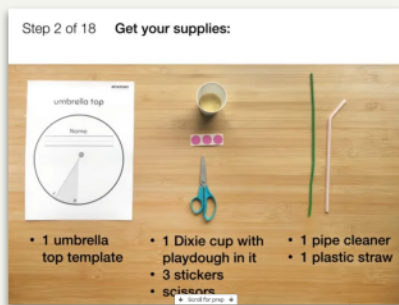 Step 2 of 18 Get your supplies:
umbrella top
Name:
• 1 umbrella
top template
• 1 Dixie cup with
playdough in it
• 3 stickers
• scissors
• 1 pipe cleaner
• 1 plastic straw
Scroll for prep